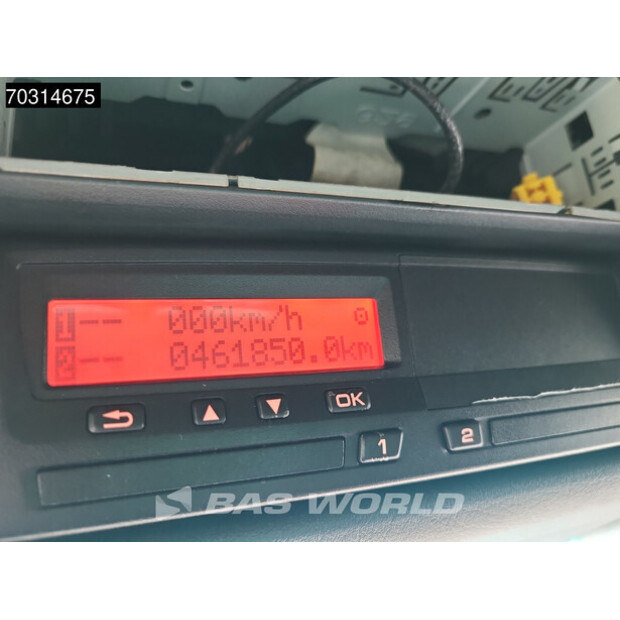 70314675
1-- 000km/h
2-- 0461850.0km
OK
1
2
BAS WORLD